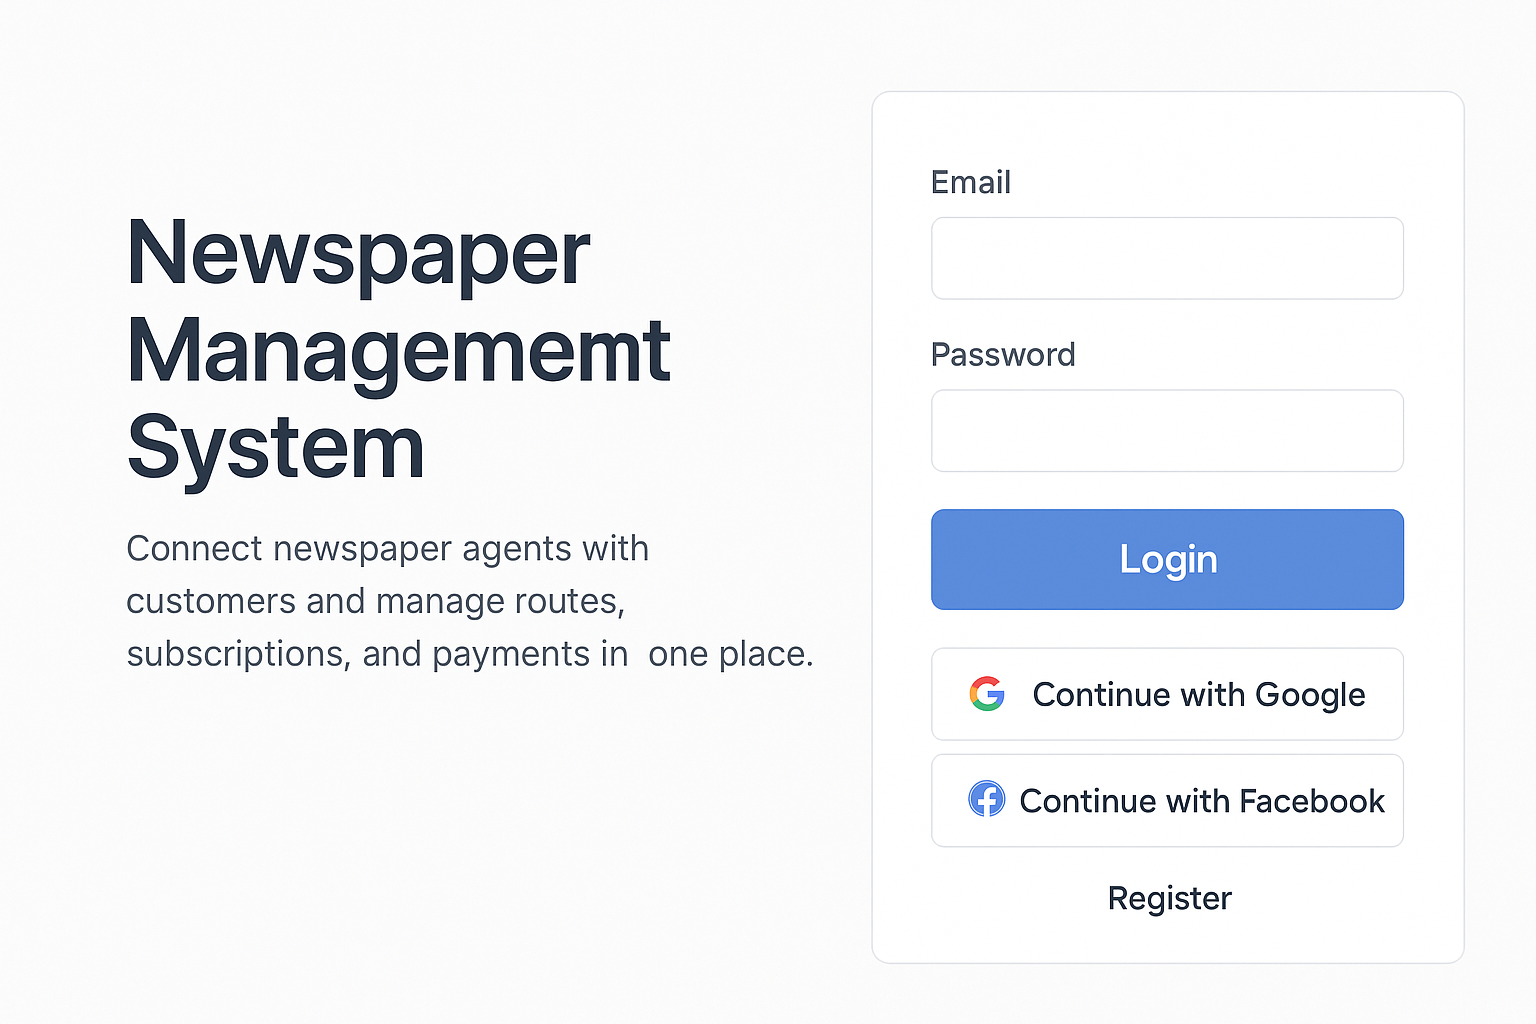 Newspaper
Managememt
System
Connect newspaper agents with
customers and manage routes,
subscriptions, and payments in  one place.
Email
Password
Login
Continue with Google
Continue with Facebook
Register